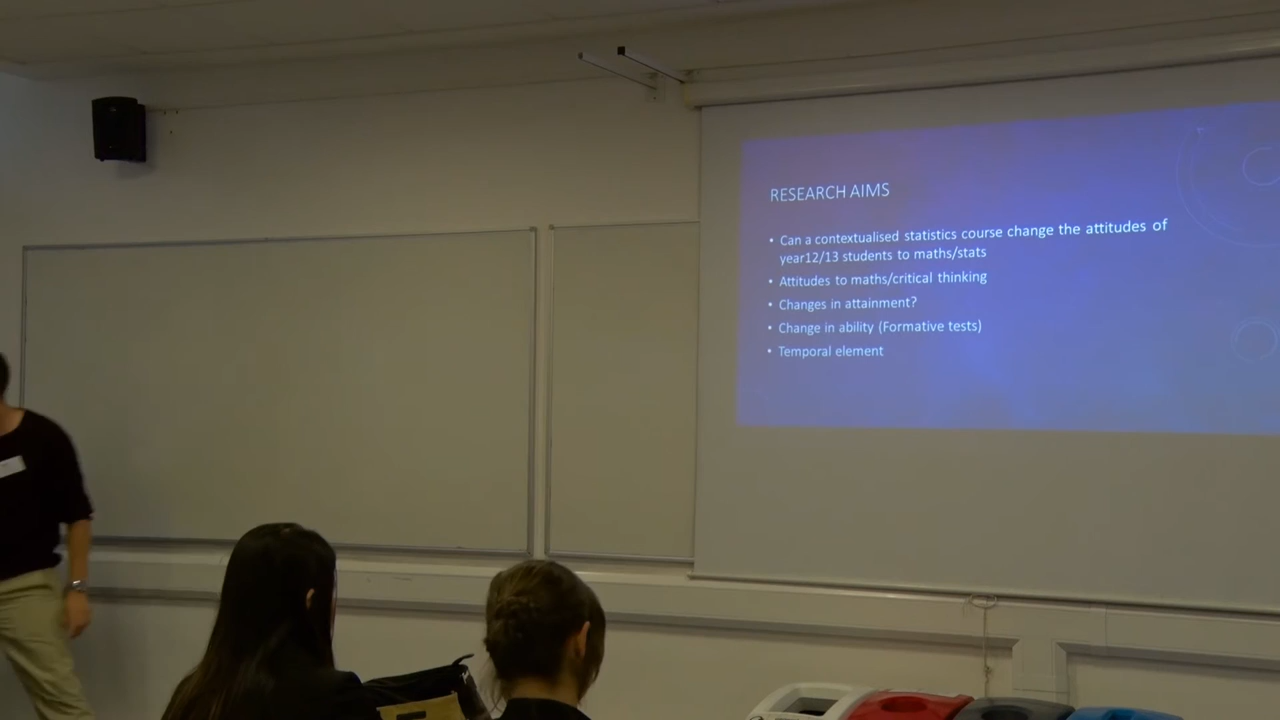 RESEARCH AIMS
• Can a contextualised statistics course change the attitudes of
year12/13 students to maths/stats
• Attitudes to maths/critical thinking
• Changes in attainment?
• Change in ability (Formative tests)
• Temporal element